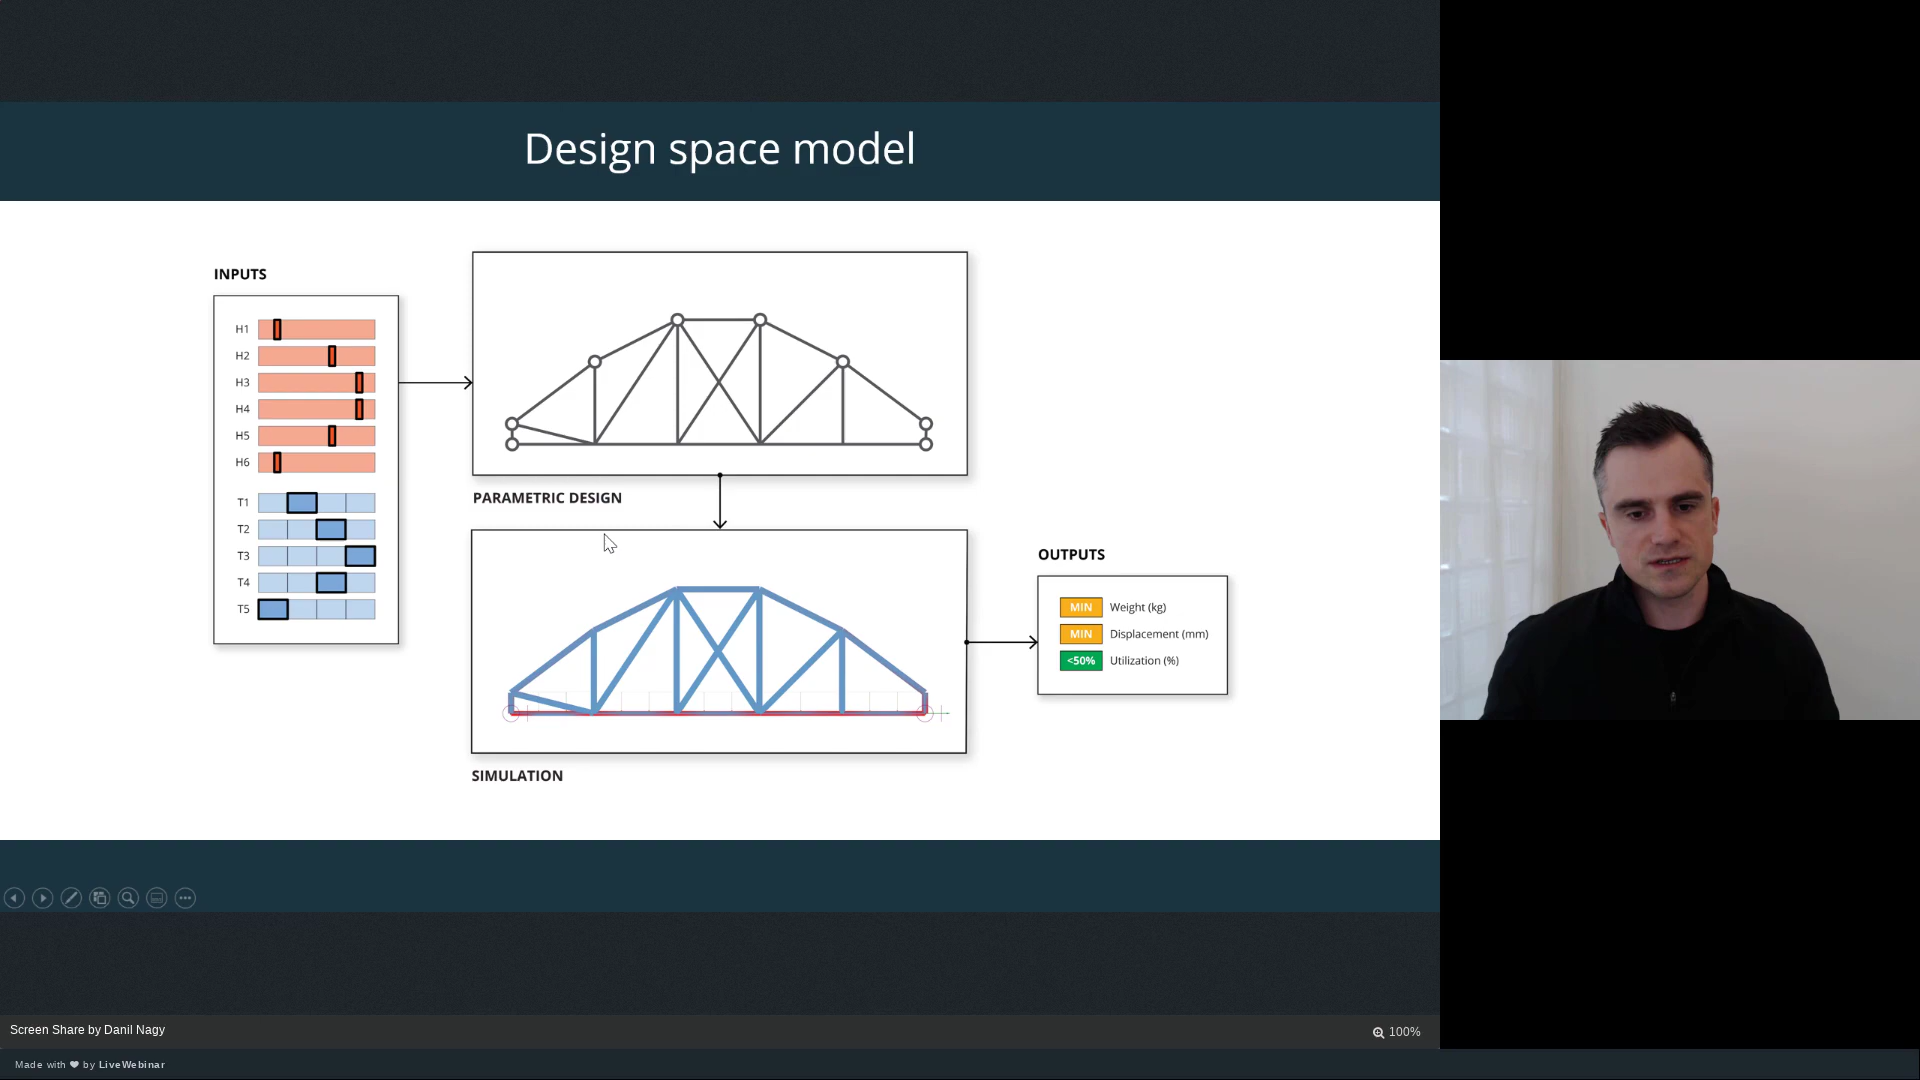 Design space model
INPUTS
H1
H2
H3
H4
H5
H6
T1
T2
T3
T4
T5
PARAMETRIC DESIGN
SIMULATION
OUTPUTS
MIN Weight (kg)
MIN Displacement (mm)
<50% Utilization (%)
Screen Share by Danil Nagy
100%
Made with ♥ by LiveWebinar